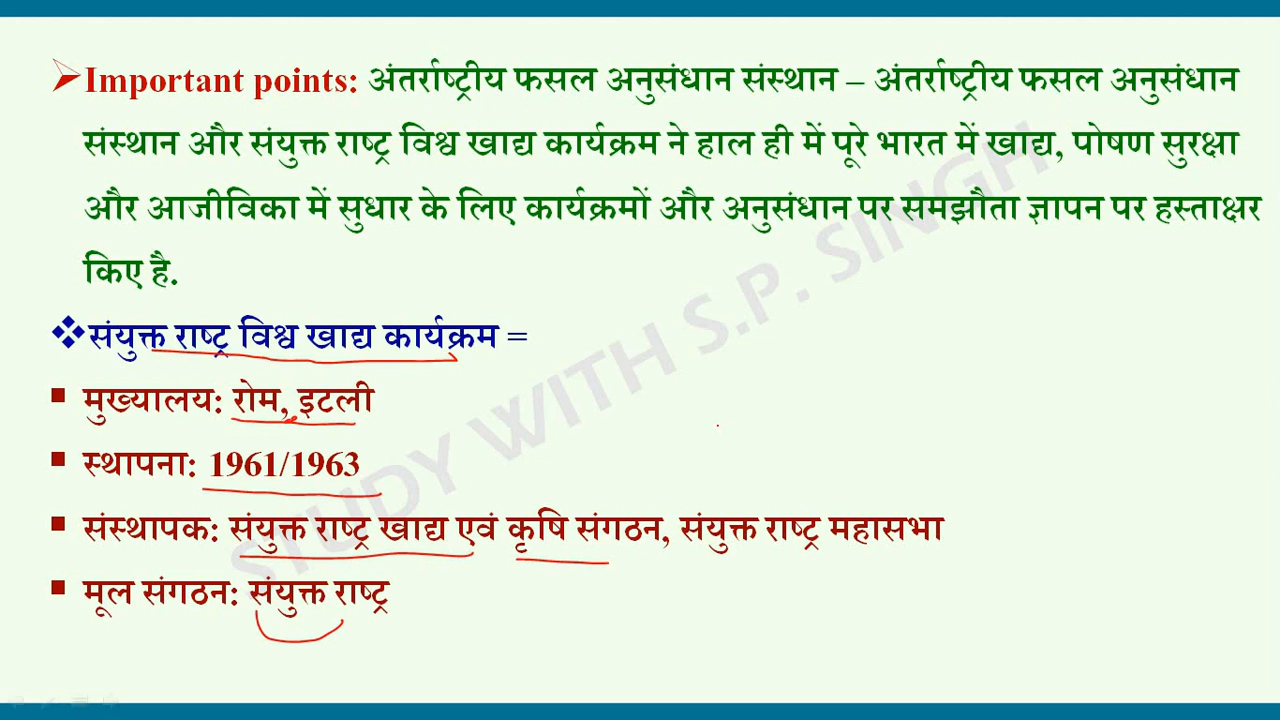 ➢Important points: अंतर्राष्ट्रीय फसल अनुसंधान संस्थान – अंतर्राष्ट्रीय फसल अनुसंधान
संस्थान और संयुक्त राष्ट्र विश्व खाद्य कार्यक्रम ने हाल ही में पूरे भारत में खाद्य, पोषण सुरक्षा
और आजीविका में सुधार के लिए कार्यक्रमों और अनुसंधान पर समझौता ज्ञापन पर हस्ताक्षर
किए है.
❖संयुक्त राष्ट्र विश्व खाद्य कार्यक्रम =
▪ मुख्यालय: रोम, इटली
▪ स्थापना: 1961/1963
▪ संस्थापक: संयुक्त राष्ट्र खाद्य एवं कृषि संगठन, संयुक्त राष्ट्र महासभा
▪ मूल संगठन: संयुक्त राष्ट्र
STUDY WITH S.P. SINGH